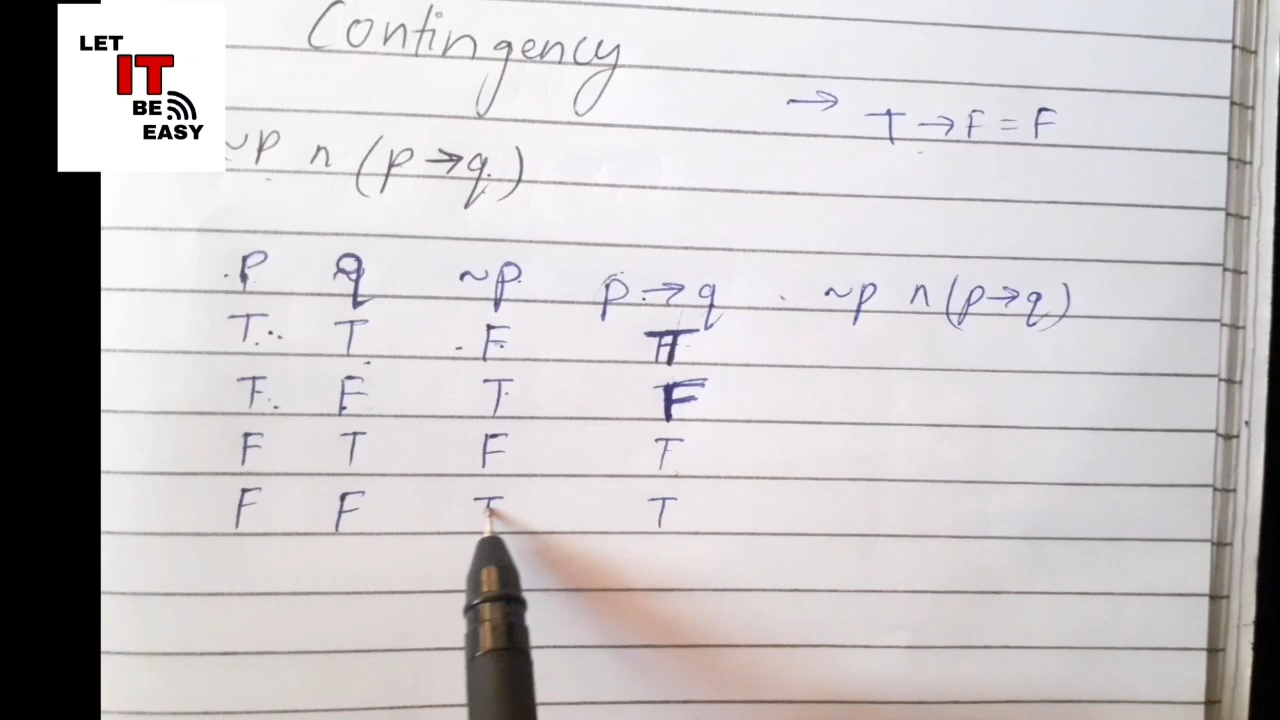 LET
IT
BE
EASY
Contingency
→ T → F = F
~p n (p → q)
p q ~p p → q ~p n (p → q)
T T F T
T F T F
F T F T
F F T T